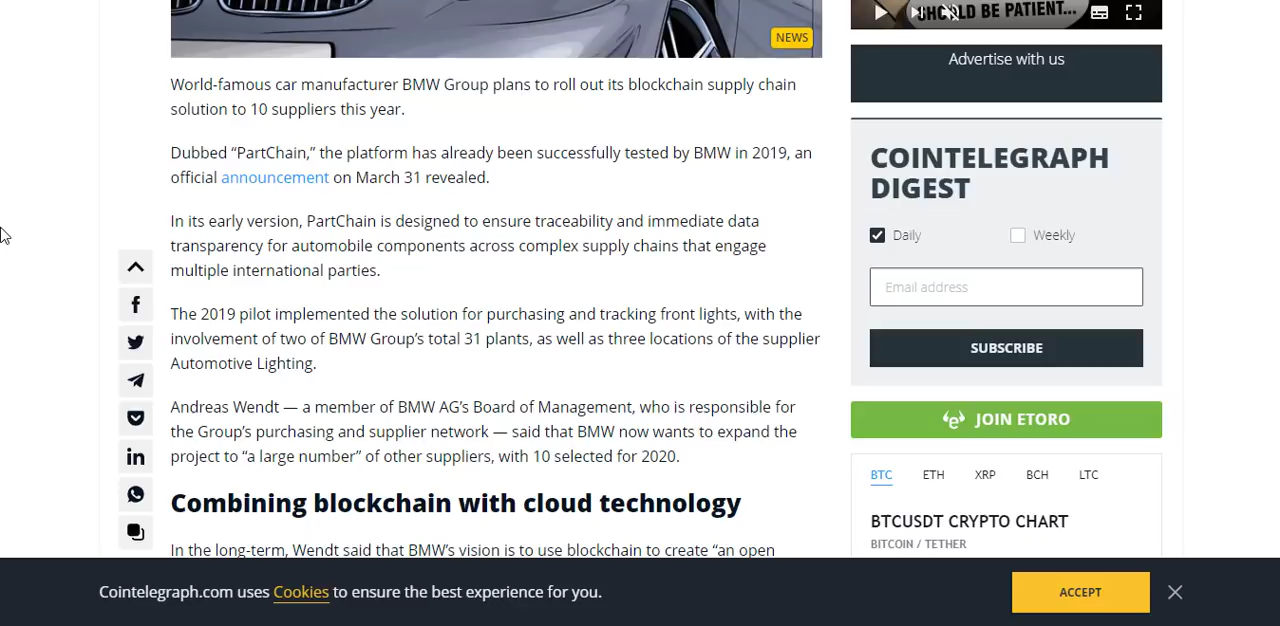 SHOULD BE PATIENT...
NEWS
Advertise with us
World-famous car manufacturer BMW Group plans to roll out its blockchain supply chain
solution to 10 suppliers this year.
Dubbed “PartChain,” the platform has already been successfully tested by BMW in 2019, an
official announcement on March 31 revealed.
In its early version, PartChain is designed to ensure traceability and immediate data
transparency for automobile components across complex supply chains that engage
multiple international parties.
The 2019 pilot implemented the solution for purchasing and tracking front lights, with the
involvement of two of BMW Group’s total 31 plants, as well as three locations of the supplier
Automotive Lighting.
Andreas Wendt — a member of BMW AG’s Board of Management, who is responsible for
the Group’s purchasing and supplier network — said that BMW now wants to expand the
project to “a large number” of other suppliers, with 10 selected for 2020.
Combining blockchain with cloud technology
In the long-term, Wendt said that BMW’s vision is to use blockchain to create “an open
COINTELEGRAPH
DIGEST
Daily
Weekly
Email address
SUBSCRIBE
JOIN ETORO
BTC ETH XRP BCH LTC
BTCUSDT CRYPTO CHART
BITCOIN / TETHER
Cointelegraph.com uses Cookies to ensure the best experience for you.
ACCEPT